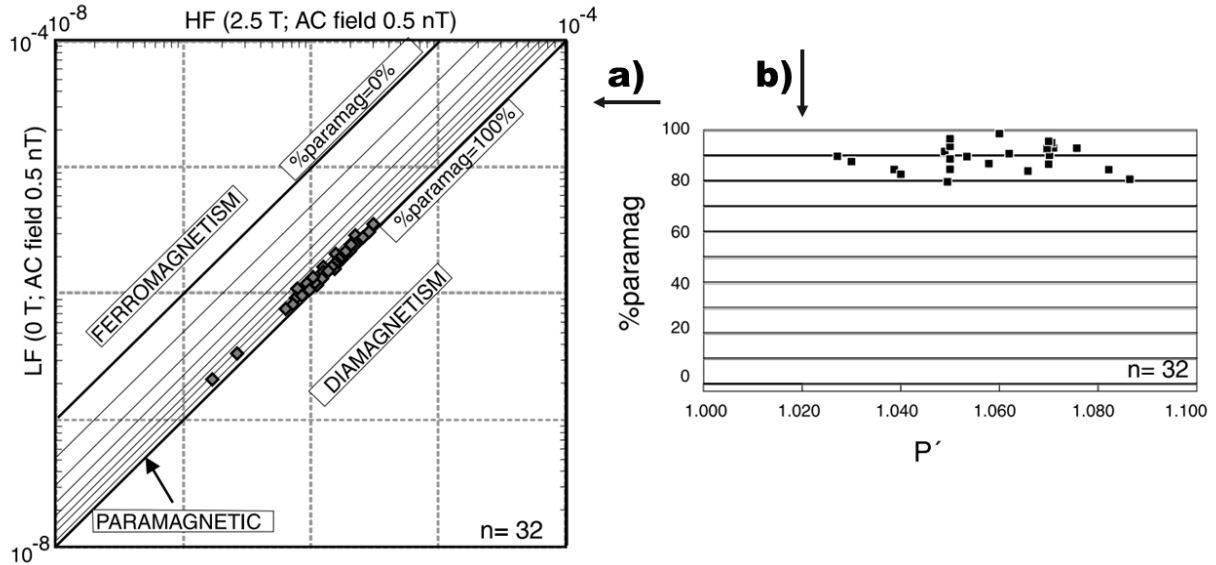 HF (2.5 T; AC field 0.5 nT)
10-4
10-8
10-4
LF (0 T; AC field 0.5 nT)
%paramag=0%
%paramag=100%
FERROMAGNETISM
DIAMAGNETISM
PARAMAGNETIC
n= 32
10-8
a)
b)
100
80
60
40
20
0
%paramag
n= 32
1.000
1.020
1.040
1.060
1.080
1.100
P´